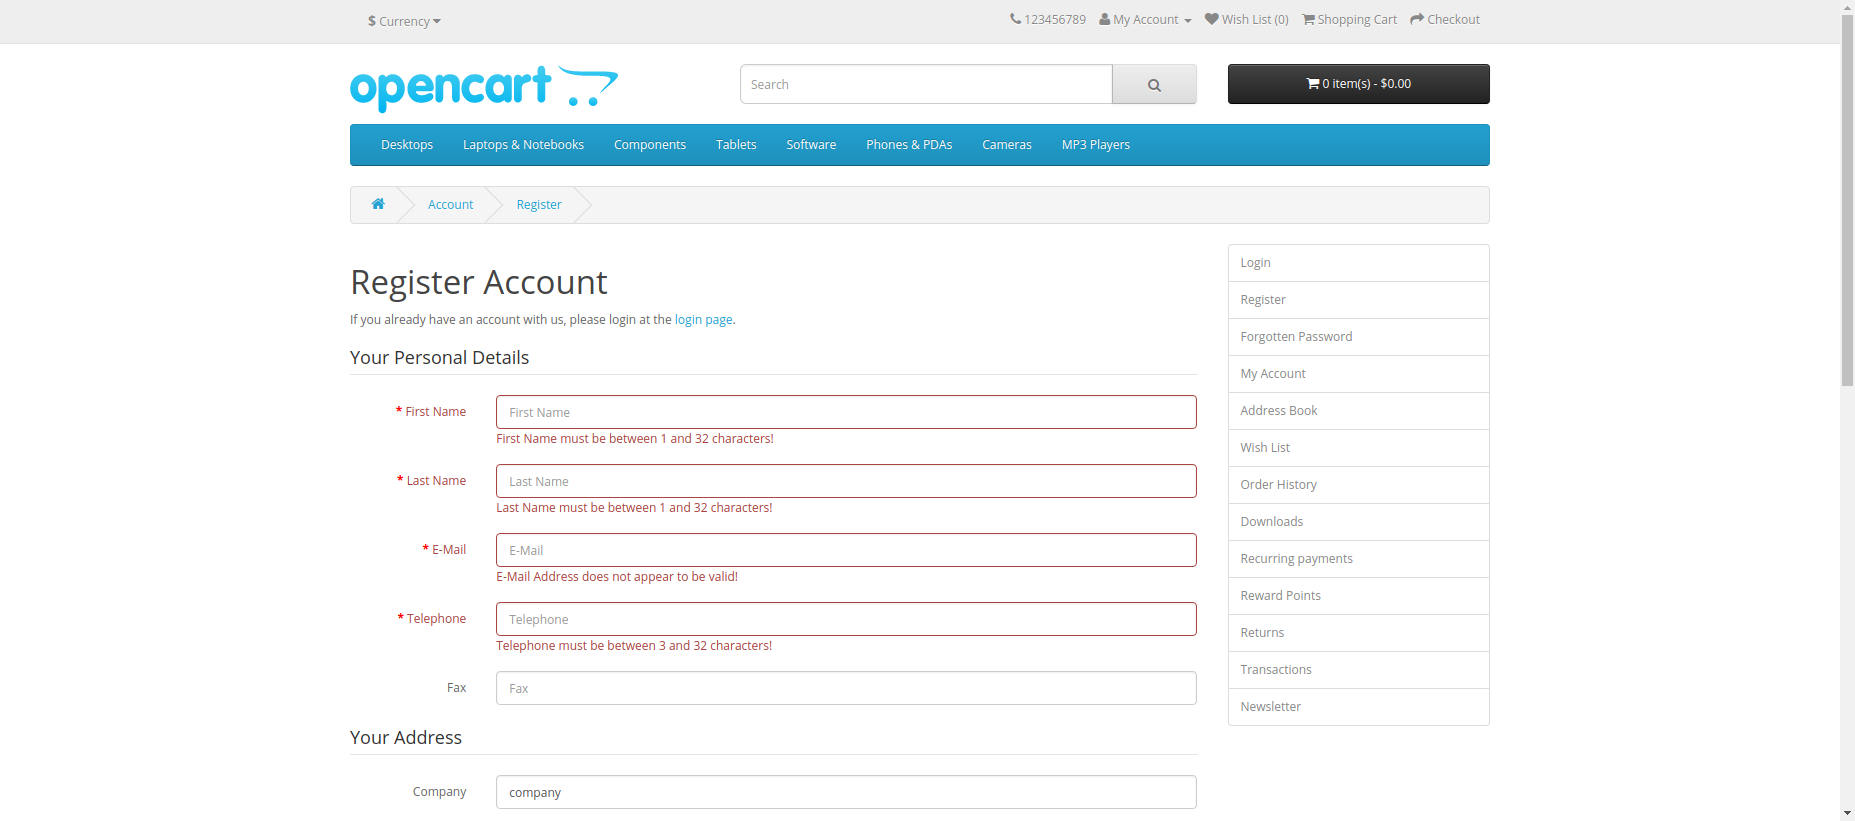 $ Currency
123456789 My Account Wish List (0) Shopping Cart Checkout
opencart
Search
0 item(s) - $0.00
Desktops Laptops & Notebooks Components Tablets Software Phones & PDAs Cameras MP3 Players
Account Register
Register Account
If you already have an account with us, please login at the login page.
Your Personal Details
* First Name
First Name
First Name must be between 1 and 32 characters!
* Last Name
Last Name
Last Name must be between 1 and 32 characters!
* E-Mail
E-Mail
E-Mail Address does not appear to be valid!
* Telephone
Telephone
Telephone must be between 3 and 32 characters!
Fax
Fax
Your Address
Company
company
Login
Register
Forgotten Password
My Account
Address Book
Wish List
Order History
Downloads
Recurring payments
Reward Points
Returns
Transactions
Newsletter